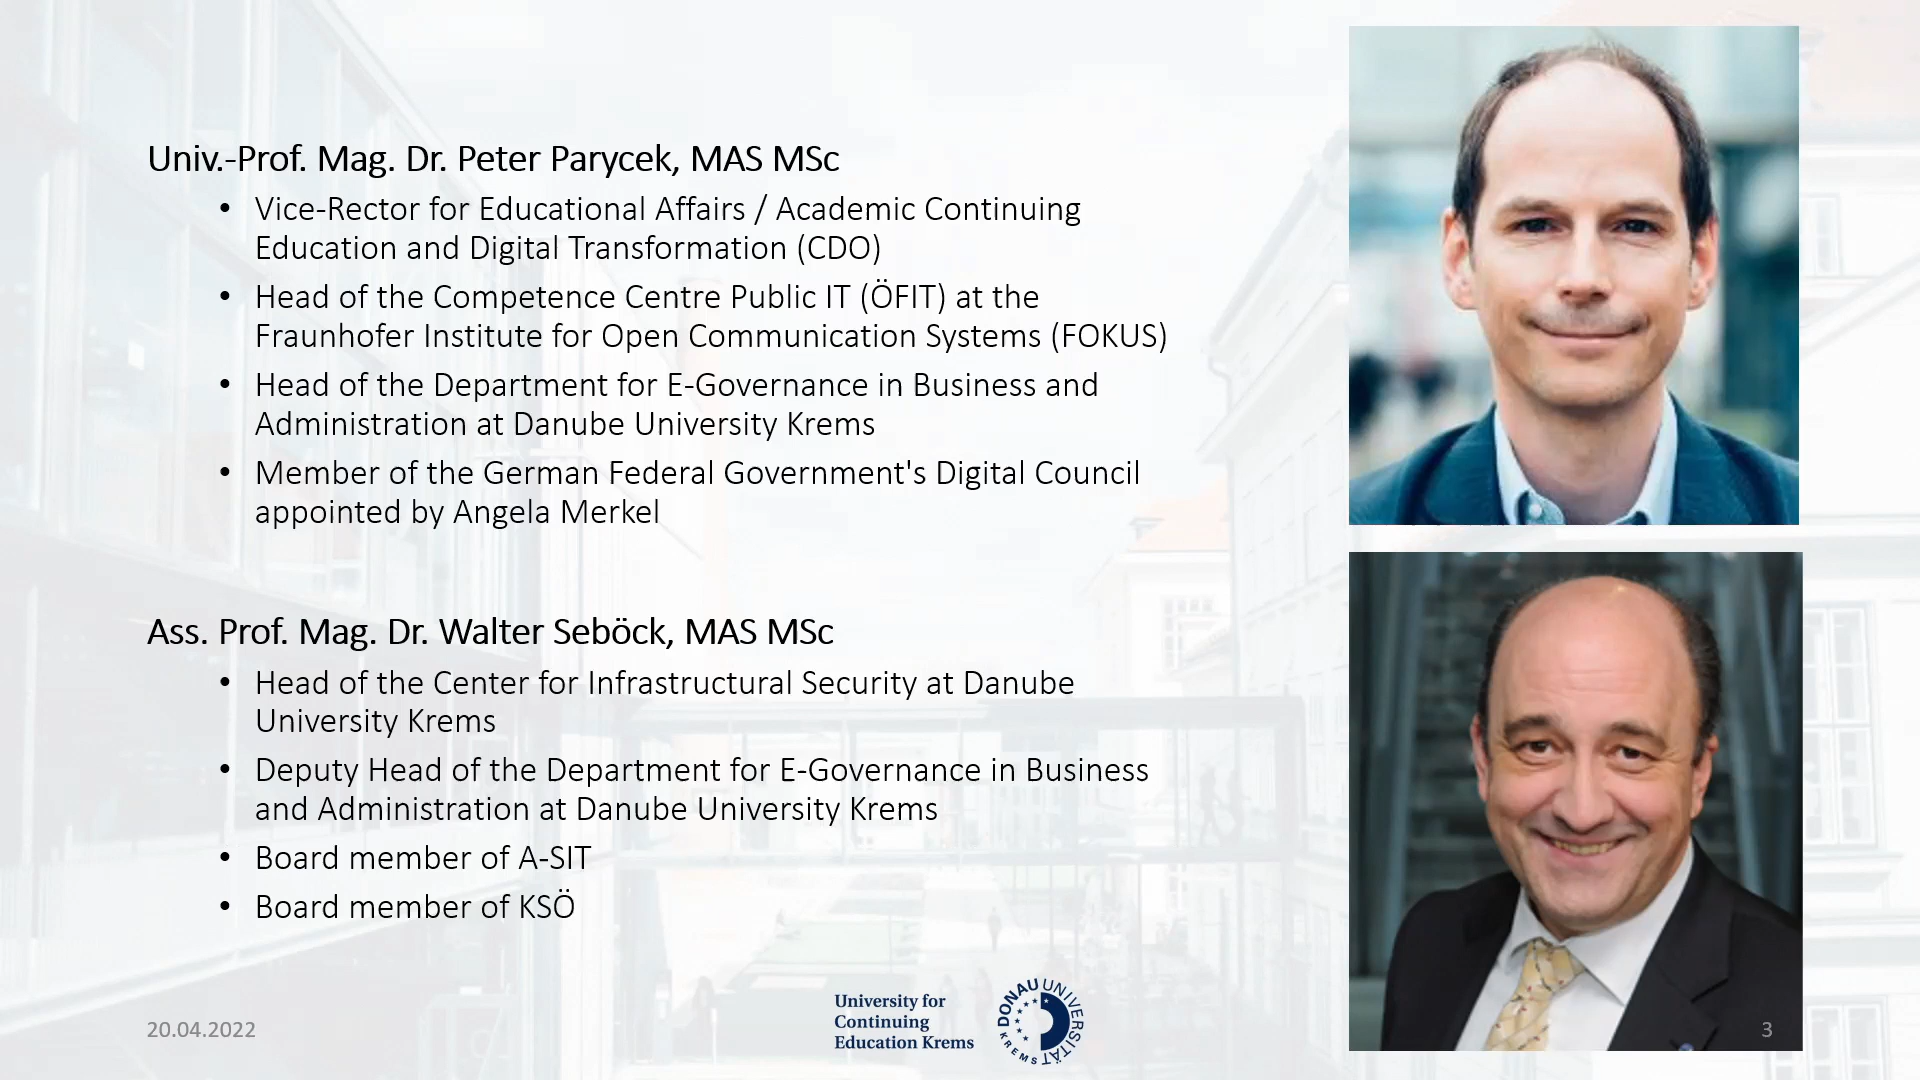 Univ.-Prof. Mag. Dr. Peter Parycek, MAS MSc
• Vice-Rector for Educational Affairs / Academic Continuing
Education and Digital Transformation (CDO)
• Head of the Competence Centre Public IT (ÖFIT) at the
Fraunhofer Institute for Open Communication Systems (FOKUS)
• Head of the Department for E-Governance in Business and
Administration at Danube University Krems
• Member of the German Federal Government's Digital Council
appointed by Angela Merkel
Ass. Prof. Mag. Dr. Walter Seböck, MAS MSc
• Head of the Center for Infrastructural Security at Danube
University Krems
• Deputy Head of the Department for E-Governance in Business
and Administration at Danube University Krems
• Board member of A-SIT
• Board member of KSÖ
20.04.2022
University for
Continuing
Education Krems
DONAU UNIVERSITÄT
KREMS
3